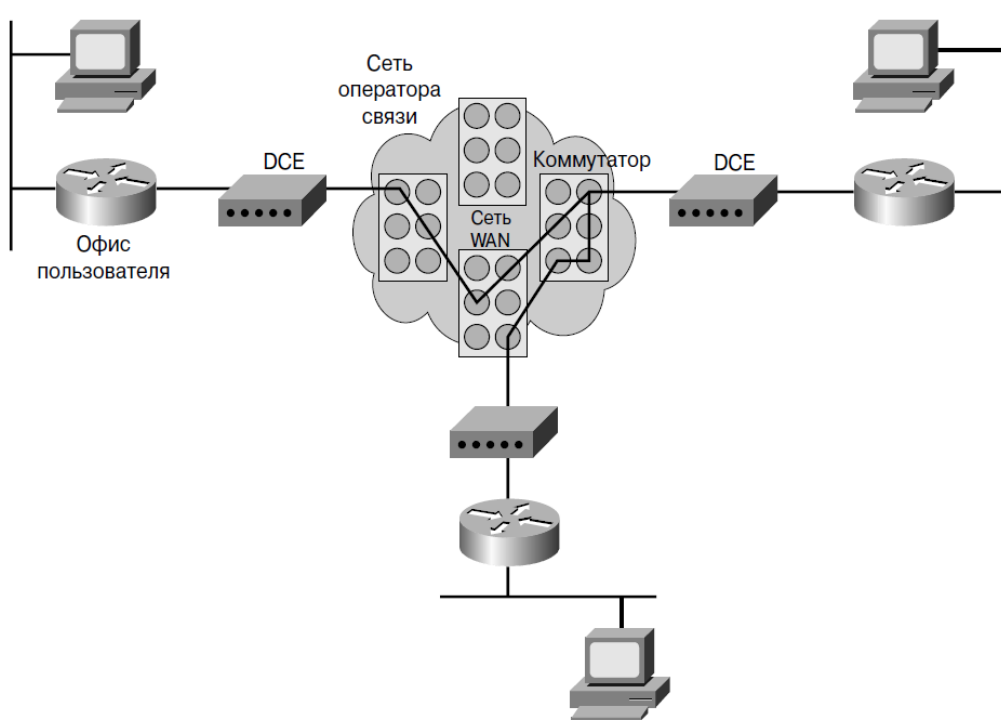 Сеть
оператора
связи
DCE
Коммутатор
DCE
Сеть
WAN
Офис
пользователя